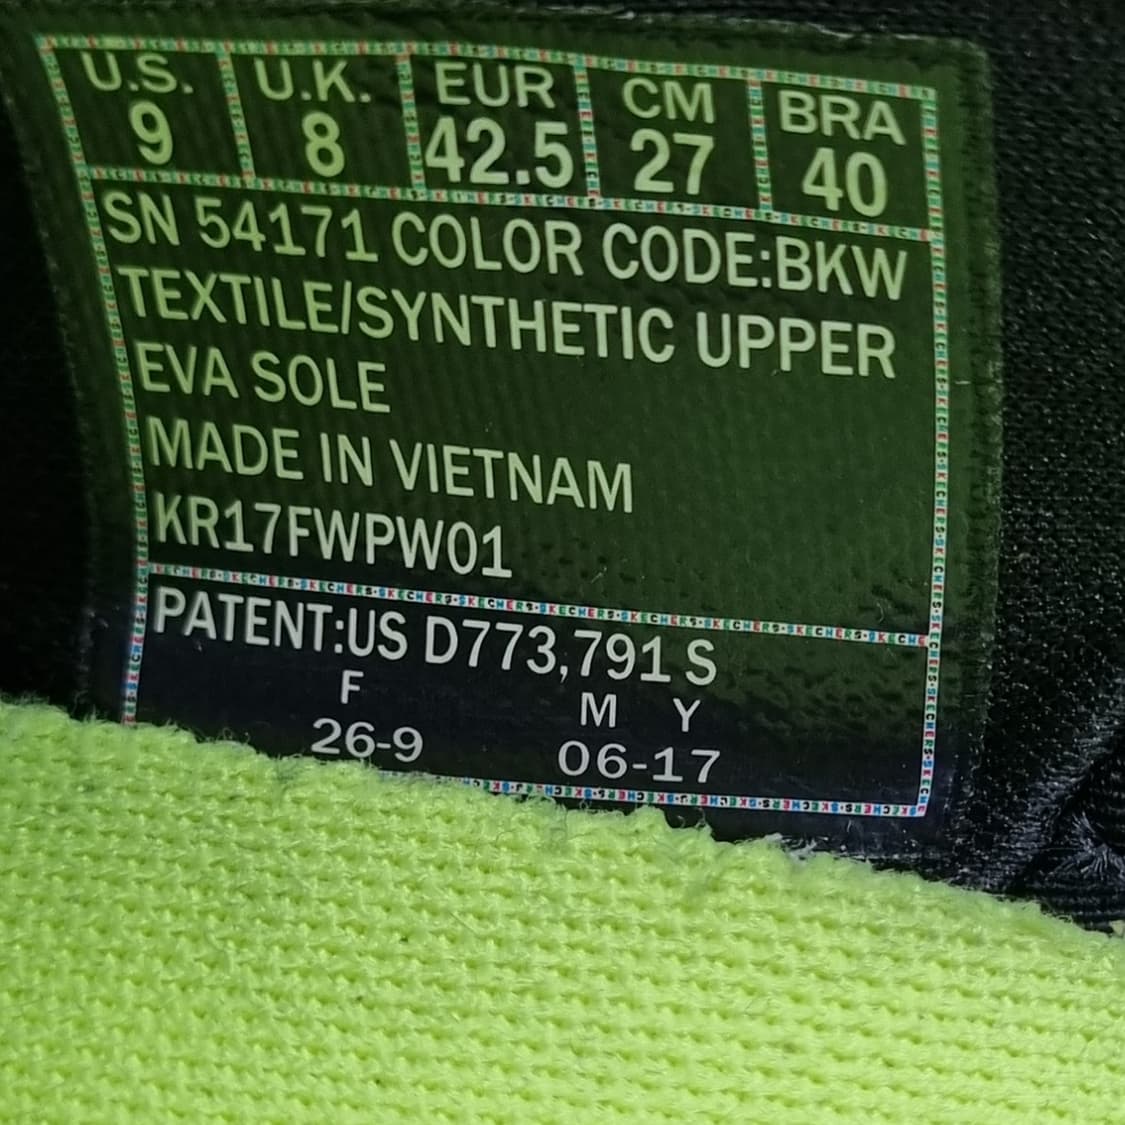 U.S. U.K. EUR CM BRA
9 8 42.5 27 40
SN 54171 COLOR CODE:BKW
TEXTILE/SYNTHETIC UPPER
EVA SOLE
MADE IN VIETNAM
KR17FWPW01
PATENT:US D773,791 S
F M Y
26-9 06-17